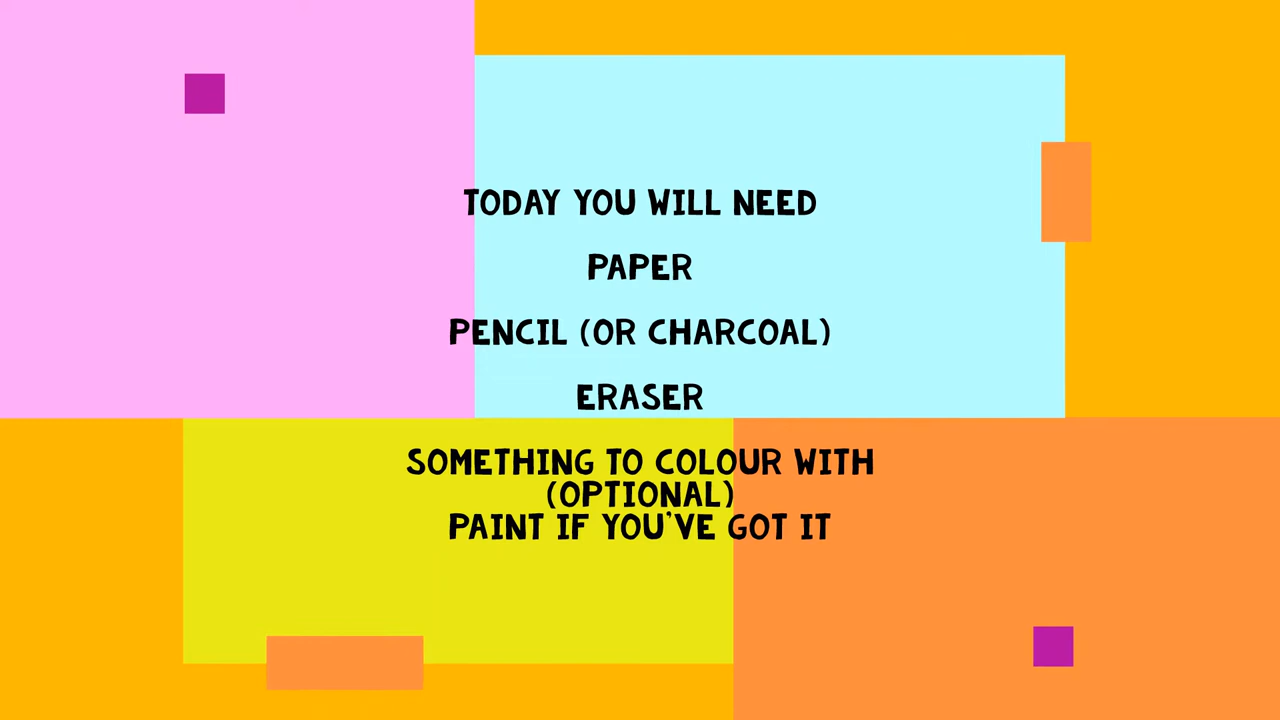 TODAY YOU WILL NEED
PAPER
PENCIL (OR CHARCOAL)
ERASER
SOMETHING TO COLOUR WITH
(OPTIONAL)
PAINT IF YOU'VE GOT IT